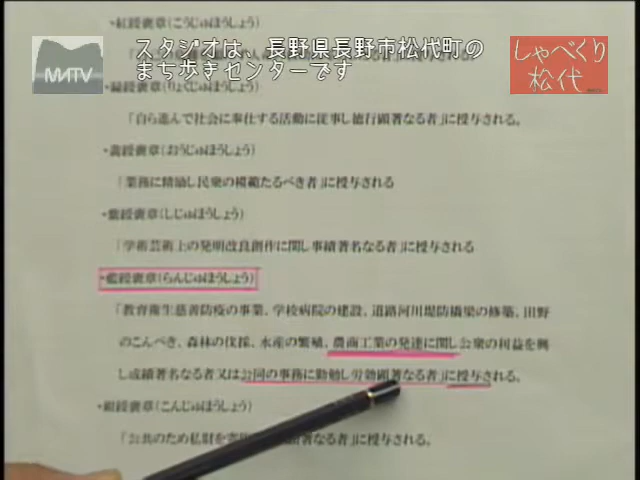 ・紅綬褒章(こうじゅほうしょう)
スタジオは、長野県長野市松代町の
まち歩きセンターです
MATV
しゃべくり
松代
・緑綬褒章(りょくじゅほうしょう)
「自ら進んで社会に奉仕する活動に従事し徳行顕著なる者」に授与される。
・黄綬褒章(おうじゅほうしょう)
「業務に精励し民衆の模範たるべき者」に授与される
・紫綬褒章(しじゅほうしょう)
「学術芸術上の発明改良創作に関し事績著名なる者」に授与される
・藍綬褒章(らんじゅほうしょう)
「教育衛生慈善防疫の事業、学校病院の建設、道路河川堤防橋梁の修築、田野
のこんぺき、森林の伐採、水産の繁殖、農商工業の発達に関し公衆の利益を興
し成績著名なる者又は公同の事務に勤勉し労効顕著なる者」に授与される。
・紺綬褒章(こんじゅほうしょう)
「公共のため私財を寄 著なる者」に授与される。